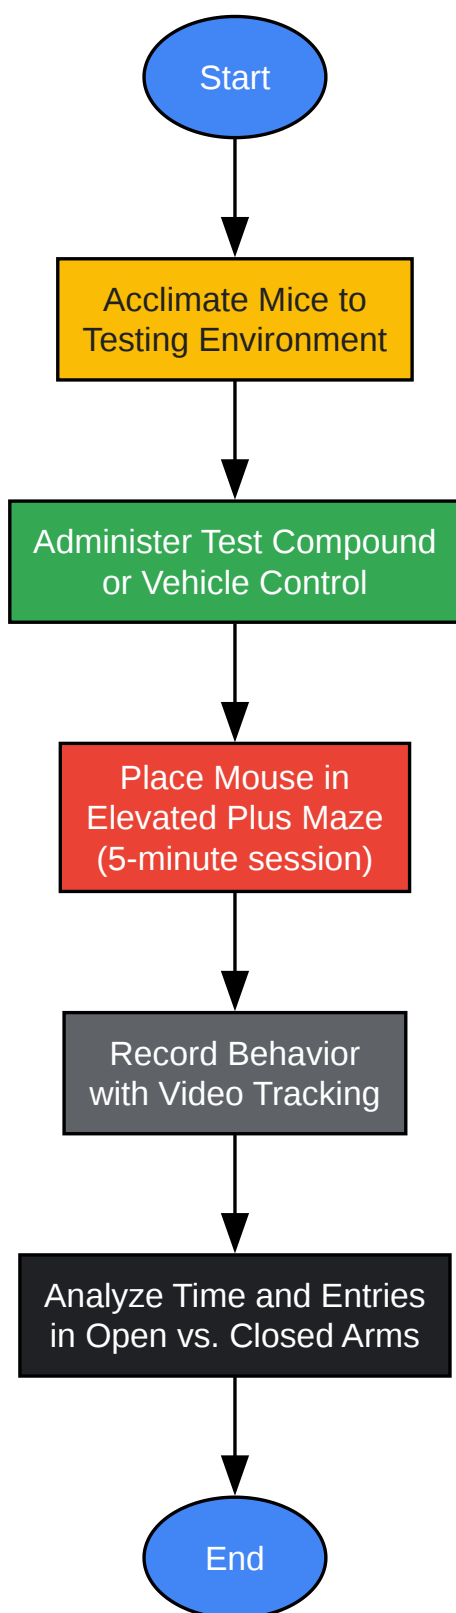 Start
Acclimate Mice to
Testing Environment
Administer Test Compound
or Vehicle Control
Place Mouse in
Elevated Plus Maze
(5-minute session)
Record Behavior
with Video Tracking
Analyze Time and Entries
in Open vs. Closed Arms
End